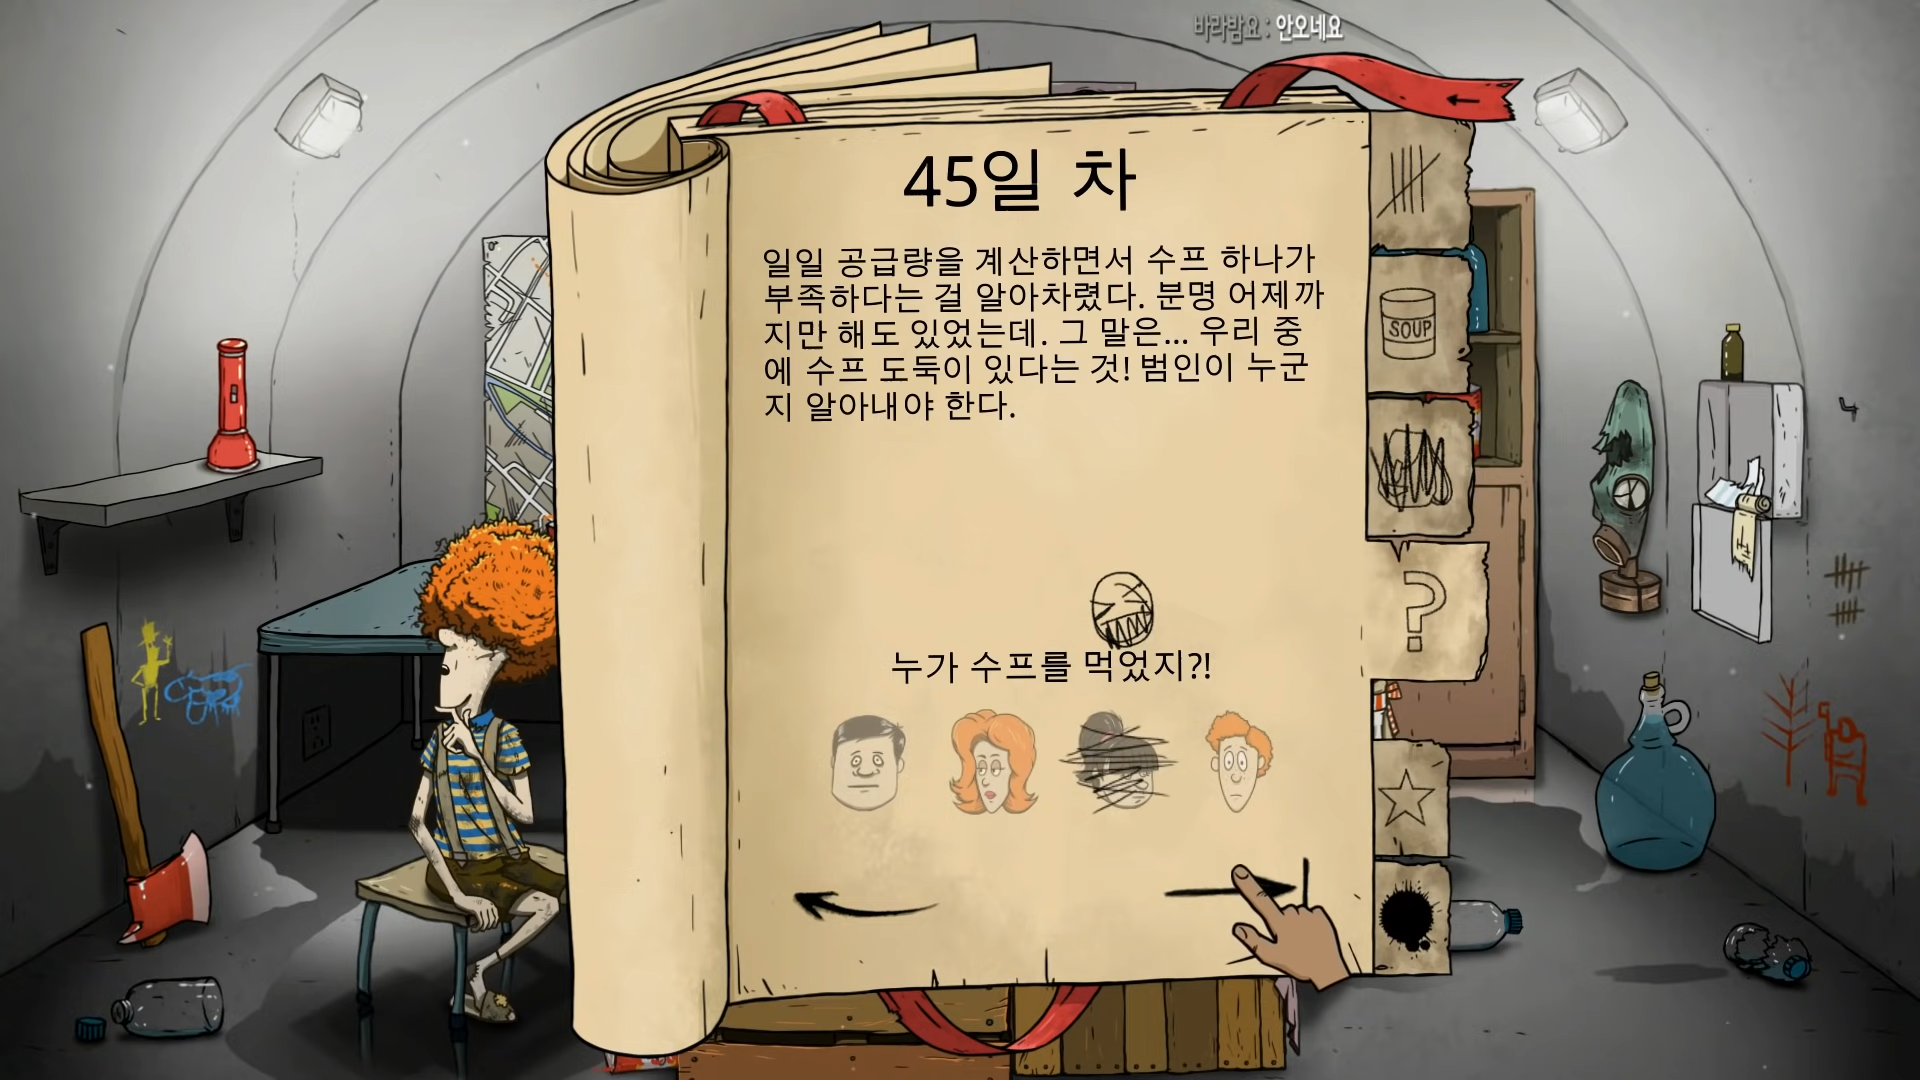 바라밤요 : 안오네요
45일 차
일일 공급량을 계산하면서 수프 하나가
부족하다는 걸 알아차렸다. 분명 어제까
지만 해도 있었는데. 그 말은... 우리 중
에 수프 도둑이 있다는 것! 범인이 누군
지 알아내야 한다.
SOUP
?
누가 수프를 먹었지?!